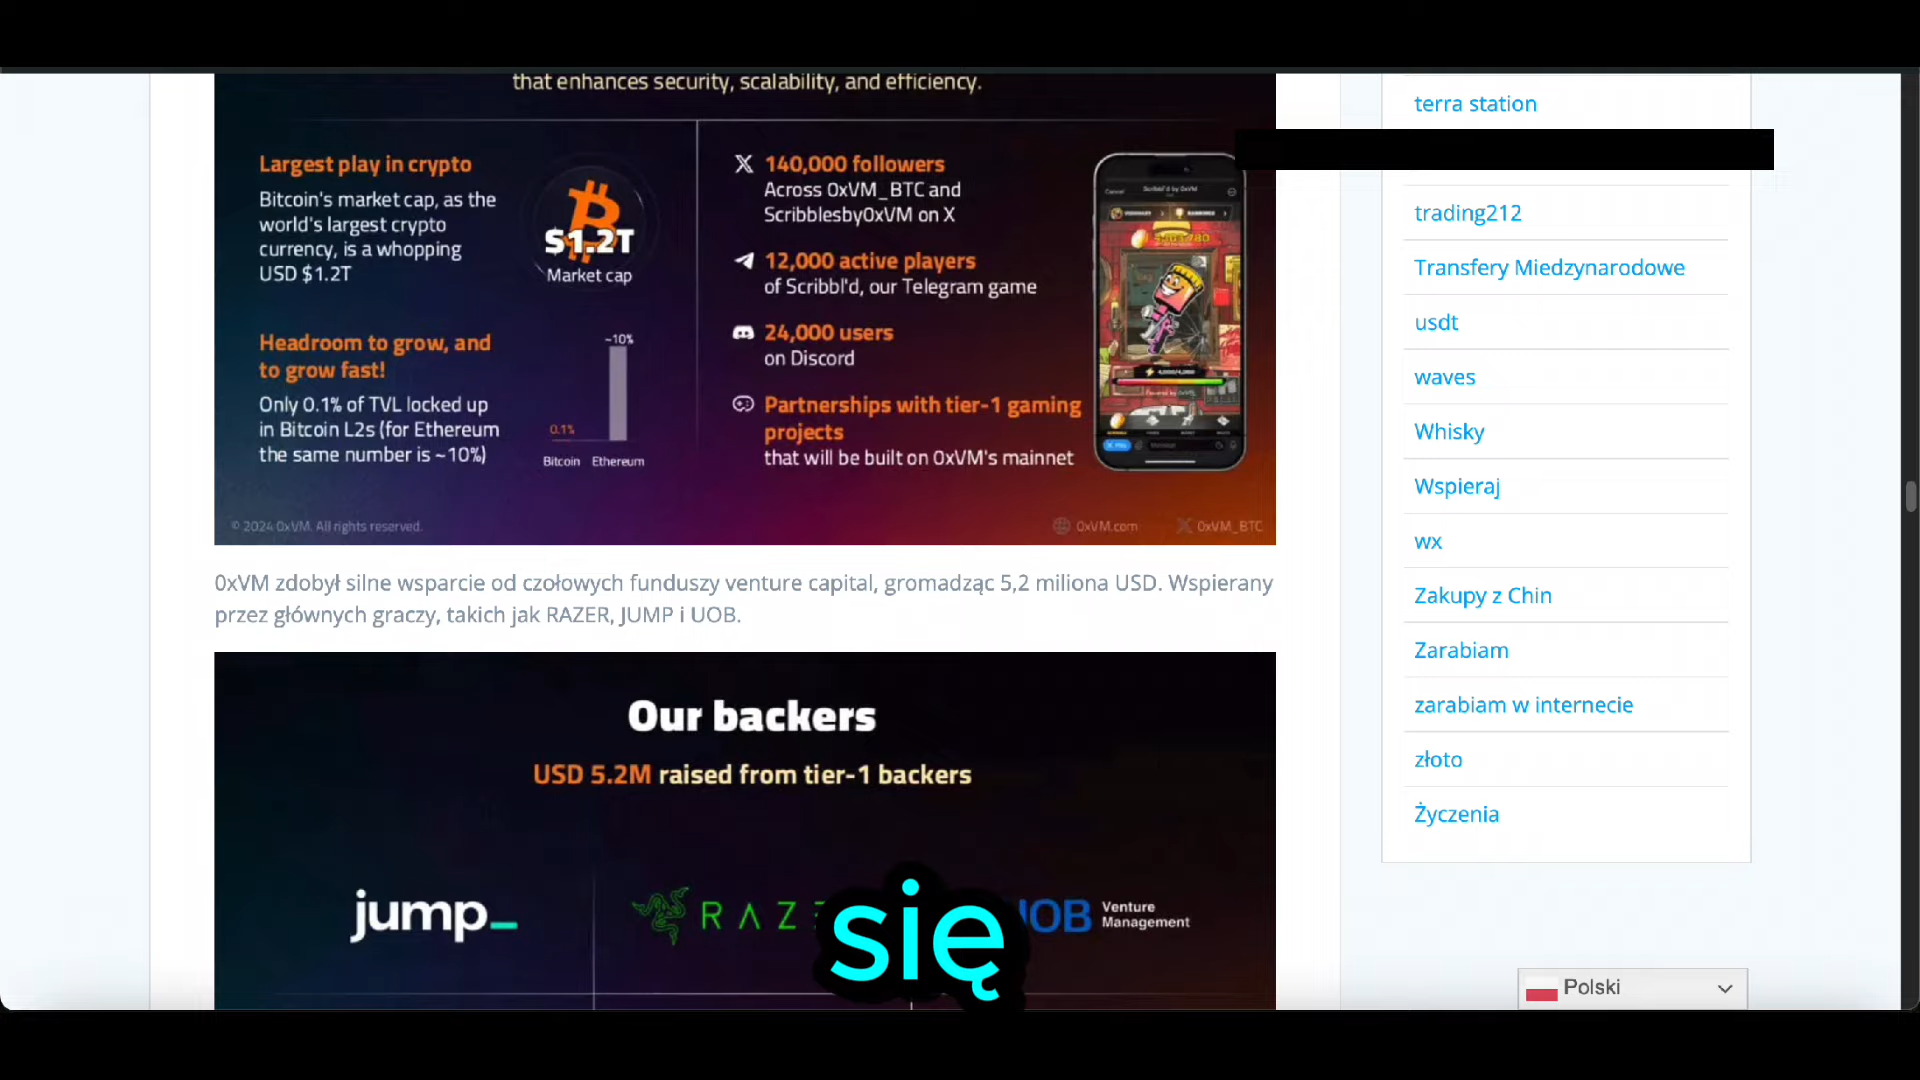 that enhances security, scalability, and efficiency.
Largest play in crypto
Bitcoin's market cap, as the
world's largest crypto
currency, is a whopping
USD $1.2T
$1.2T
Market cap
Headroom to grow, and
to grow fast!
Only 0.1% of TVL locked up
in Bitcoin L2s (for Ethereum
the same number is ~10%)
~10%
0.1%
Bitcoin Ethereum
140,000 followers
Across 0xVM_BTC and
ScribblesbyOxVM on X
12,000 active players
of Scribbl'd, our Telegram game
24,000 users
on Discord
Partnerships with tier-1 gaming
projects
that will be built on 0xVM's mainnet
© 2024 0xVM. All rights reserved.
0xVM.com
0xVM_BTC
0xVM zdobył silne wsparcie od czołowych funduszy venture capital, gromadząc 5,2 miliona USD. Wspierany
przez głównych graczy, takich jak RAZER, JUMP i UOB.
Our backers
USD 5.2M raised from tier-1 backers
jump_
RAZE
Venture
Management
się
terra station
trading212
Transfery Miedzynarodowe
usdt
waves
Whisky
Wspieraj
wx
Zakupy z Chin
Zarabiam
zarabiam w internecie
złoto
Życzenia
Polski